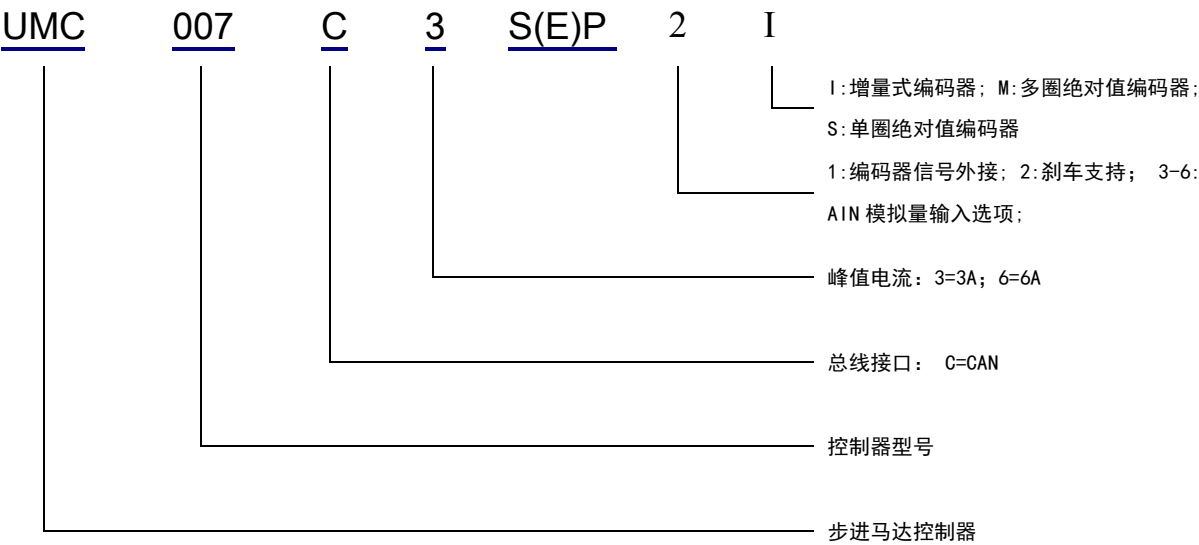 UMC 007 C 3 S(E)P 2 I
I:增量式编码器; M:多圈绝对值编码器;
S:单圈绝对值编码器
1:编码器信号外接; 2:刹车支持; 3-6:
AIN 模拟量输入选项;
峰值电流: 3=3A; 6=6A
总线接口: C=CAN
控制器型号
步进马达控制器